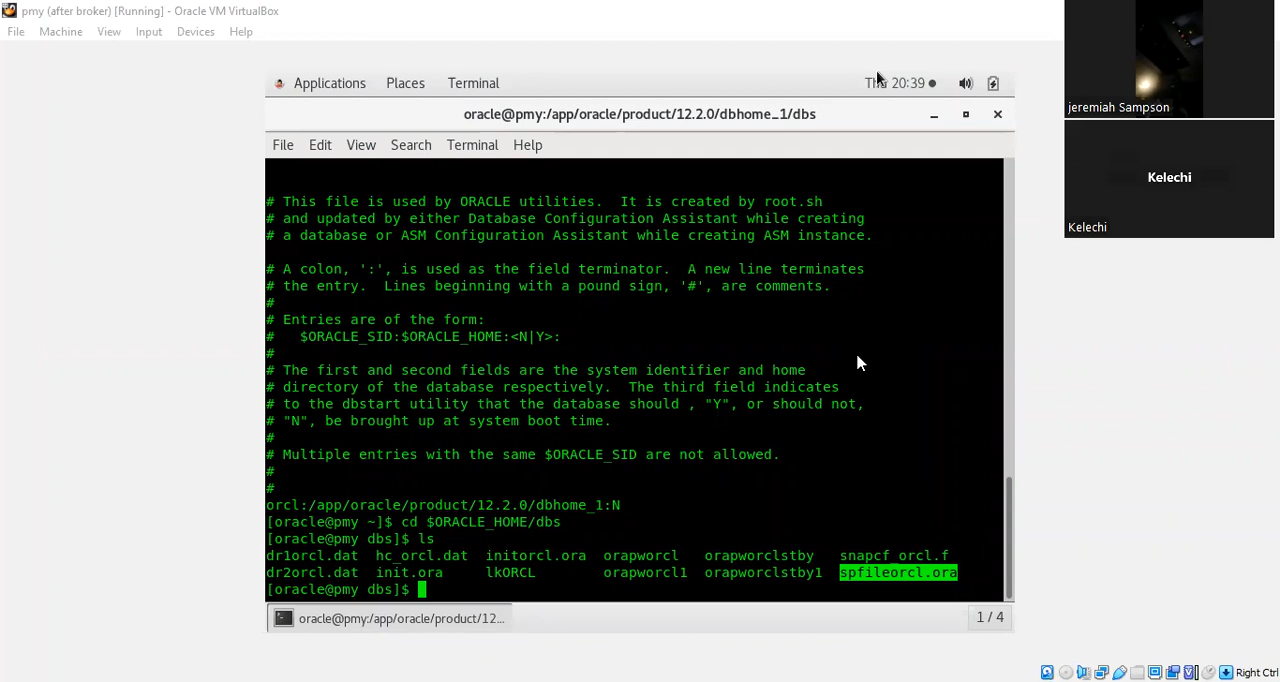 pmy (after broker) [Running] - Oracle VM VirtualBox
File Machine View Input Devices Help
jeremiah Sampson
Kelechi
Kelechi
Applications Places Terminal 20:39
oracle@pmy:/app/oracle/product/12.2.0/dbhome_1/dbs
File Edit View Search Terminal Help
# This file is used by ORACLE utilities.  It is created by root.sh
# and updated by either Database Configuration Assistant while creating
# a database or ASM Configuration Assistant while creating ASM instance.
# A colon, ':', is used as the field terminator.  A new line terminates
# the entry.  Lines beginning with a pound sign, '#', are comments.
#
# Entries are of the form:
#   $ORACLE_SID:$ORACLE_HOME:<N|Y>:
#
# The first and second fields are the system identifier and home
# directory of the database respectively.  The third field indicates
# to the dbstart utility that the database should , "Y", or should not,
# "N", be brought up at system boot time.
#
# Multiple entries with the same $ORACLE_SID are not allowed.
#
#
orcl:/app/oracle/product/12.2.0/dbhome_1:N
[oracle@pmy ~]$ cd $ORACLE_HOME/dbs
[oracle@pmy dbs]$ ls
dr1orcl.dat  hc_orcl.dat  initorcl.ora  orapworcl   orapworclstby   snapcf_orcl.f
dr2orcl.dat  init.ora     lkORCL        orapworcl1  orapworclstby1  spfileorcl.ora
[oracle@pmy dbs]$
oracle@pmy:/app/oracle/product/12... 1 / 4
Right Ctrl